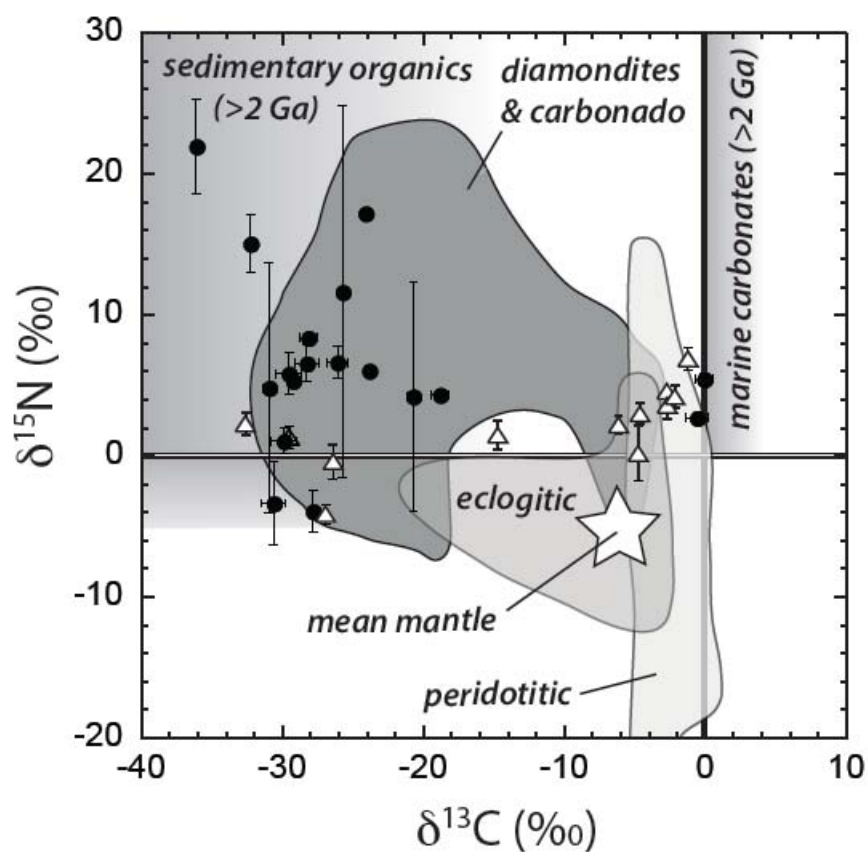 30
20
10
0
-10
-20
-40
-30
-20
-10
0
10
δ¹⁵N (‰)
δ¹³C (‰)
sedimentary organics
(>2 Ga)
diamondites
& carbonado
marine carbonates (>2 Ga)
eclogitic
mean mantle
peridotitic